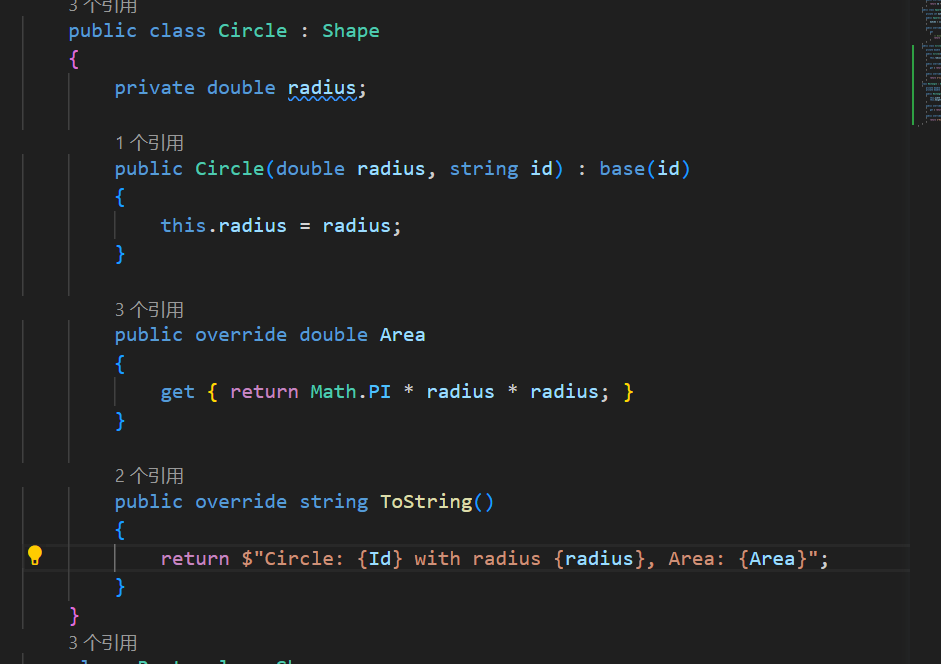 3 个引用
public class Circle : Shape
{
private double radius;
1 个引用
public Circle(double radius, string id) : base(id)
{
this.radius = radius;
}
3 个引用
public override double Area
{
get { return Math.PI * radius * radius; }
}
2 个引用
public override string ToString()
{
return $"Circle: {Id} with radius {radius}, Area: {Area}";
}
}
3 个引用